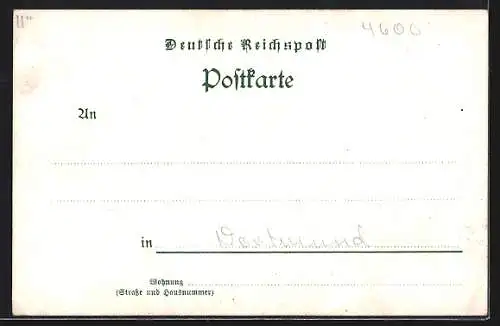 4600
Deutſche Reichspoſt
Poſtkarte
An
in Dortmund
Wohnung
(Straße und Hausnummer)